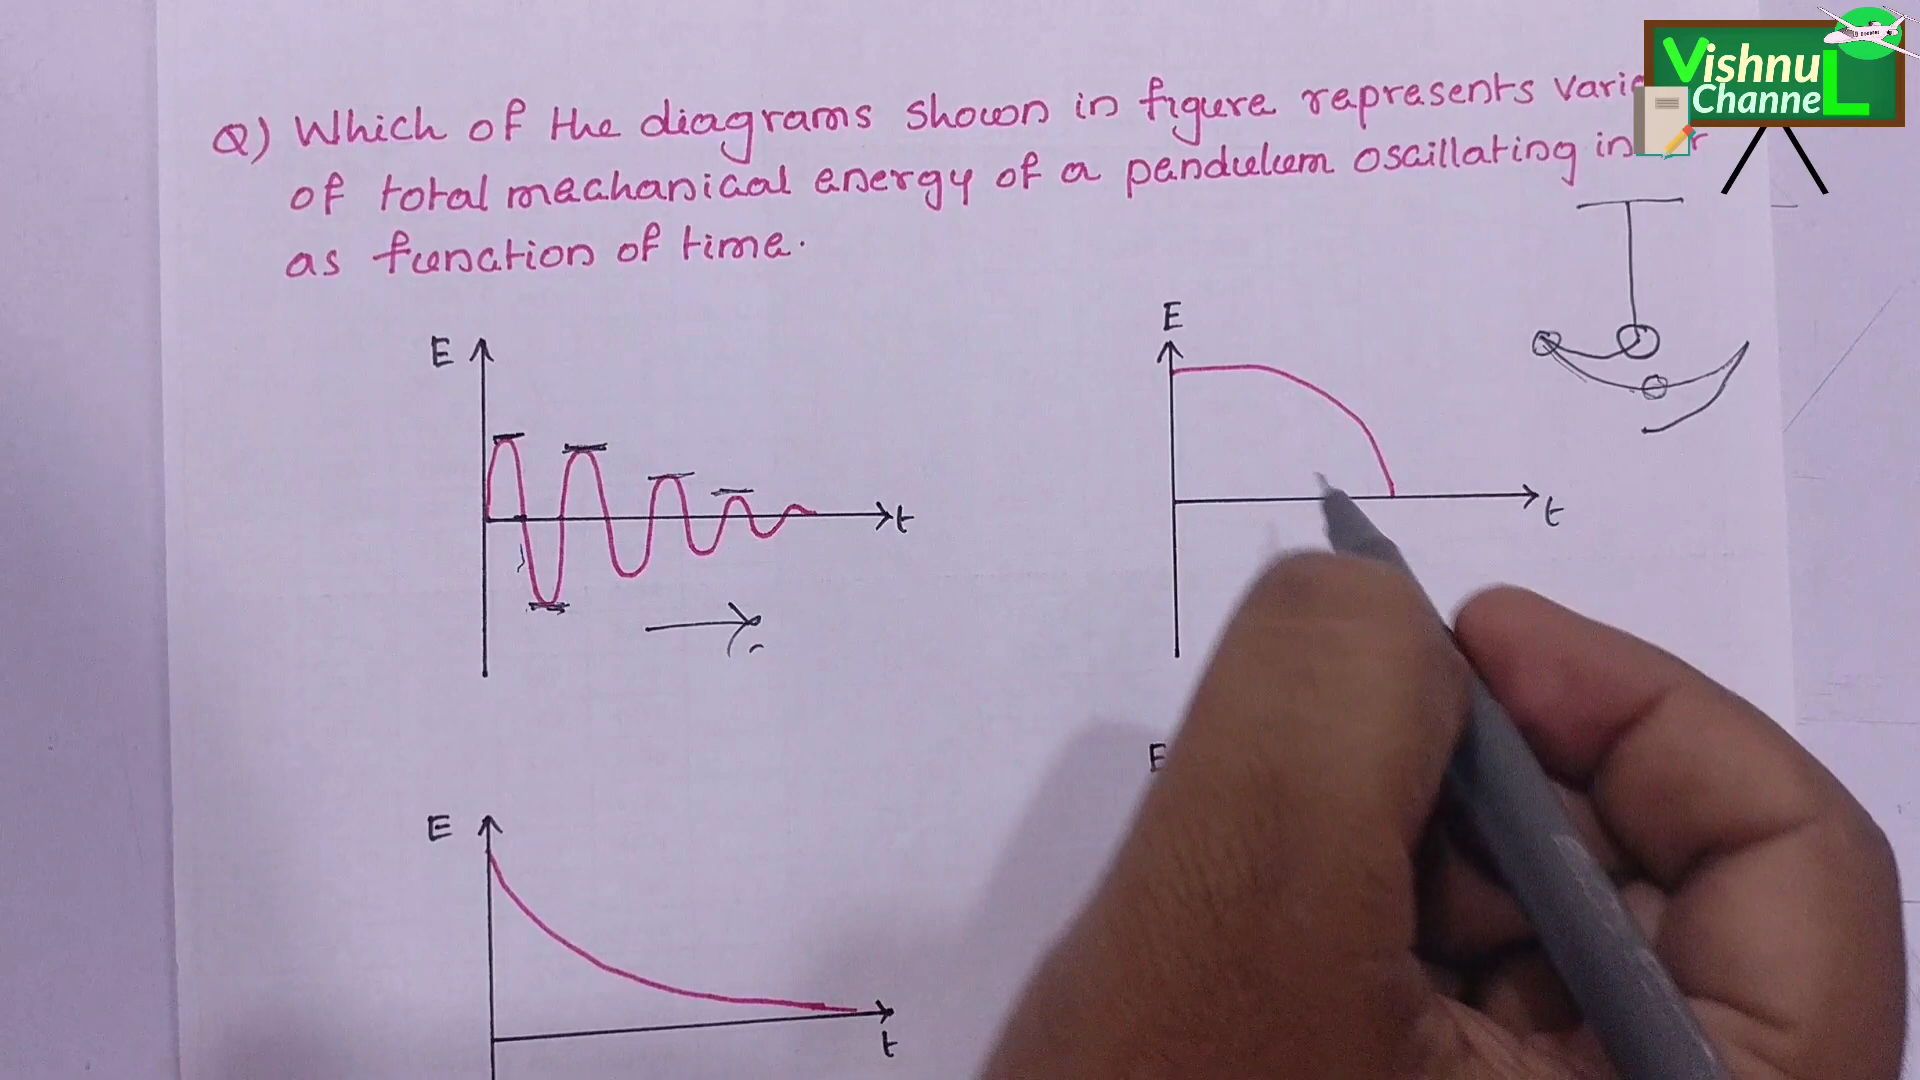 Vishnu
ChanneL
Q) Which of the diagrams shown in figure represents
of total mechanical energy of a pendulum oscillating in
as function of time.
E
E
t
t
E
E
t